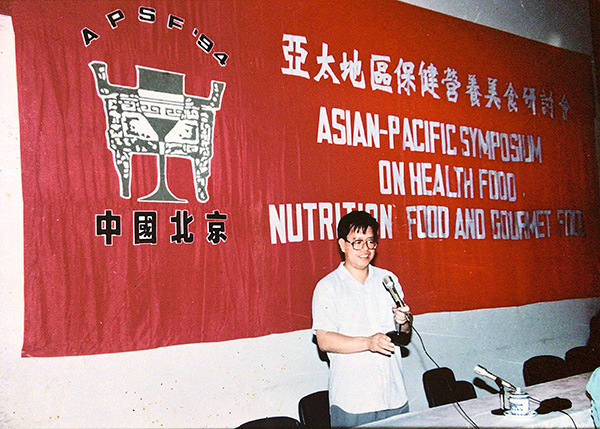 APSF'94
中國北京
亞太地區保健營養美食研討會
ASIAN-PACIFIC SYMPOSIUM
ON HEALTH FOOD
NUTRITION FOOD AND GOURMET FOOD